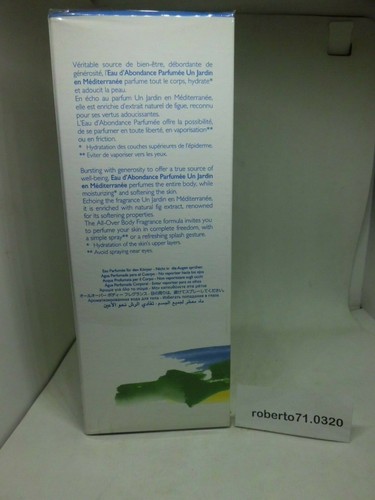 Véritable source de bien-être, débordante de
générosité, l'Eau d'Abondance Parfumée Un Jardin
en Méditerranée parfume tout le corps, hydrate*
et adoucit la peau.
En écho au parfum Un Jardin en Méditerranée,
elle est enrichie d'extrait naturel de figue, reconnu
pour ses vertus adoucissantes.
L'Eau d'Abondance Parfumée offre la possibilité,
de se parfumer en toute liberté, en vaporisation**
ou en friction.
* Hydratation des couches supérieures de l'épiderme.
** Eviter de vaporiser vers les yeux.
Bursting with generosity to offer a true source of
well-being, Eau d'Abondance Parfumée Un Jardin
en Méditerranée perfumes the entire body, while
moisturizing* and softening the skin.
Echoing the fragrance Un Jardin en Méditerranée,
it is enriched with natural fig extract, renowned
for its softening properties.
The All-Over Body Fragrance formula invites you
to perfume your skin in complete freedom, with
a simple spray** or a refreshing splash gesture.
* Hydratation of the skin's upper layers.
** Avoid spraying near eyes.
roberto71.0320